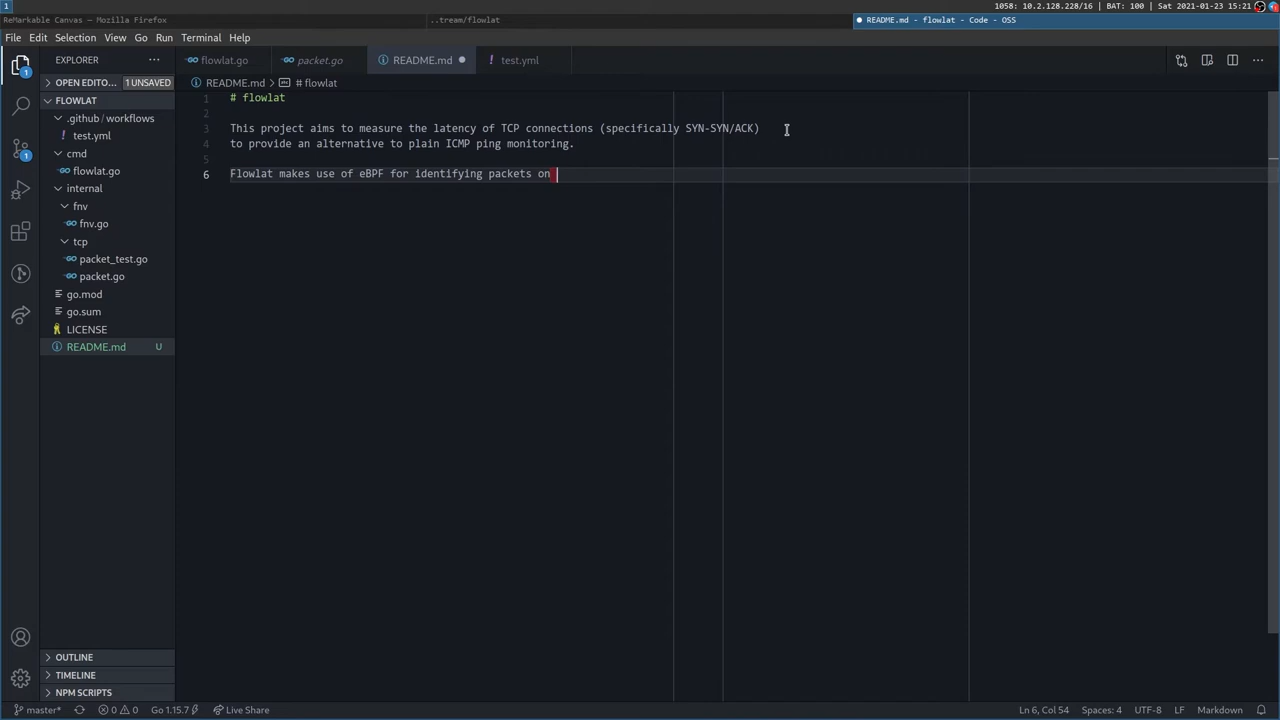 1
1058: 10.2.128.228/16 | BAT: 100 | Sat 2021-01-23 15:21
ReMarkable Canvas — Mozilla Firefox
..tream/flowlat
README.md - flowlat - Code - OSS
File Edit Selection View Go Run Terminal Help
EXPLORER
flowlat.go
packet.go
README.md
test.yml
OPEN EDITO... 1 UNSAVED
README.md > # flowlat
FLOWLAT
.github/workflows
test.yml
cmd
flowlat.go
internal
fnv
fnv.go
tcp
packet_test.go
packet.go
go.mod
go.sum
LICENSE
README.md U
1 # flowlat
2
3 This project aims to measure the latency of TCP connections (specifically SYN-SYN/ACK)
4 to provide an alternative to plain ICMP ping monitoring.
5
6 Flowlat makes use of eBPF for identifying packets on
1
1
OUTLINE
TIMELINE
NPM SCRIPTS
master* 0 0 Go 1.15.7 Live Share
Ln 6, Col 54 Spaces: 4 UTF-8 LF Markdown